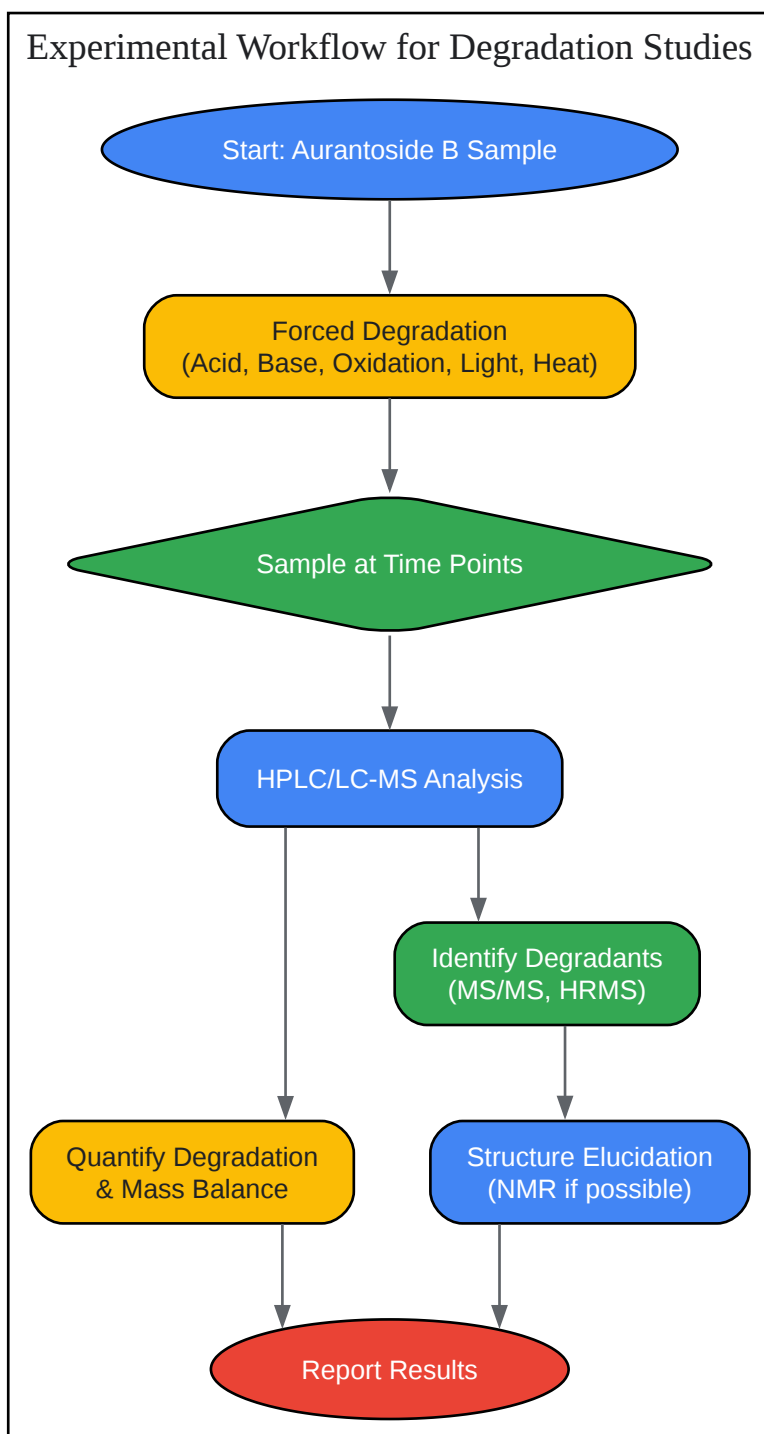 Experimental Workflow for Degradation Studies
Start: Aurantoside B Sample
Forced Degradation
(Acid, Base, Oxidation, Light, Heat)
Sample at Time Points
HPLC/LC-MS Analysis
Identify Degradants
(MS/MS, HRMS)
Quantify Degradation
& Mass Balance
Structure Elucidation
(NMR if possible)
Report Results